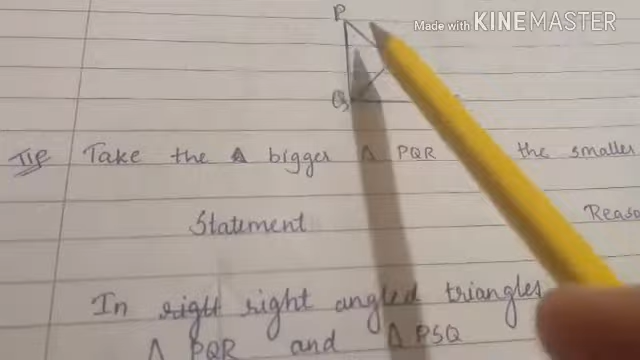 P
Made with KINEMASTER
Q
Tip Take the bigger Δ PQR the smaller
Statement
Reaso
In right right angled triangles
Δ PQR and Δ PSQ